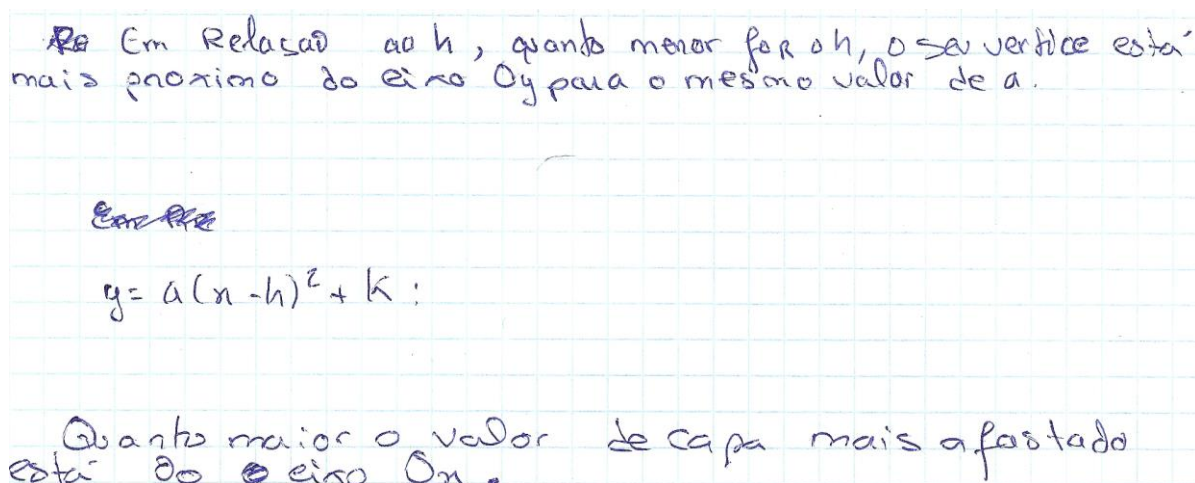 Em Relaçao ao h, quanto menor for o h, o seu vertice está
mais proximo do eixo Oy para o mesmo valor de a.
y = a(x-h)² + K:
Quanto maior o valor de capa mais afastado
está do eixo Ox.